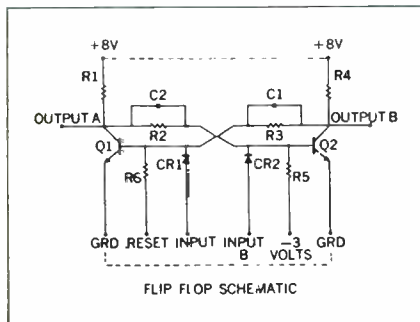 +8V +8V
R1 C2 C1 R4
OUTPUT A OUTPUT B
R2 R3
Q1 Q2
CR1 CR2
R6 R5
GRD RESET INPUT INPUT B -3 VOLTS GRD
FLIP FLOP SCHEMATIC